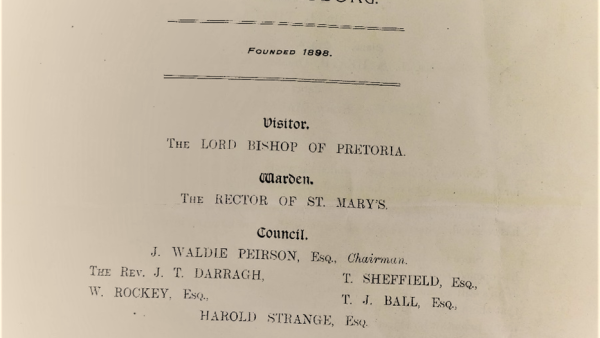 Founded 1898.
Visitor.
The LORD BISHOP OF PRETORIA.
Warden.
The RECTOR OF ST. MARY'S.
Council.
J. WALDIE PEIRSON, Esq., Chairman.
The Rev. J. T. DARRAGH, T. SHEFFIELD, Esq.,
W. ROCKEY, Esq., T. J. BALL, Esq.,
HAROLD STRANGE, Esq.